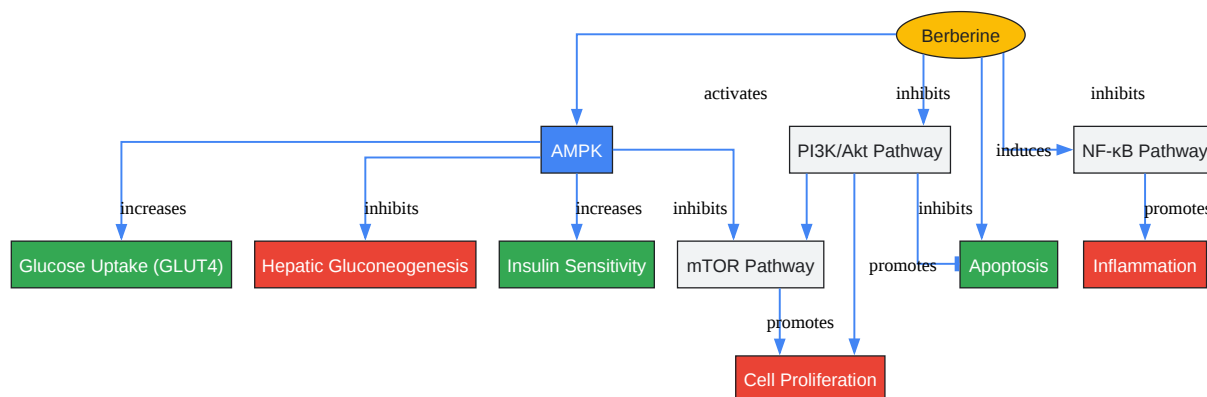 Berberine
activates
inhibits
inhibits
AMPK
PI3K/Akt Pathway
induces
NF-κB Pathway
increases
inhibits
increases
inhibits
inhibits
promotes
Glucose Uptake (GLUT4)
Hepatic Gluconeogenesis
Insulin Sensitivity
mTOR Pathway
promotes
Apoptosis
Inflammation
promotes
Cell Proliferation